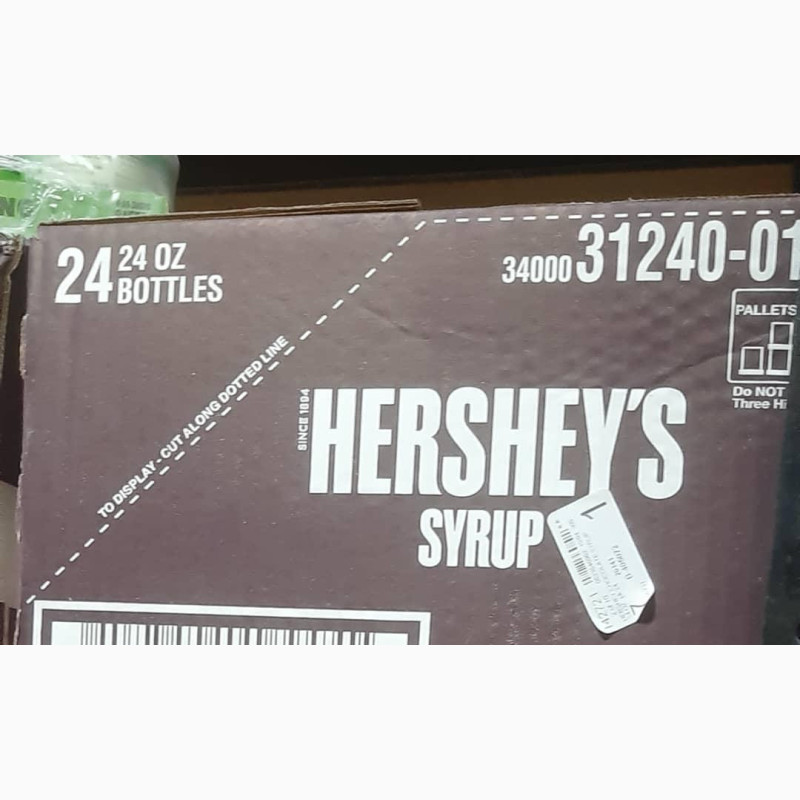 24 24 OZ
BOTTLES
34000 31240-01
PALLETS
Do NOT
Three Hi
TO DISPLAY - CUT ALONG DOTTED LINE
SINCE 1894
HERSHEY'S
SYRUP
1